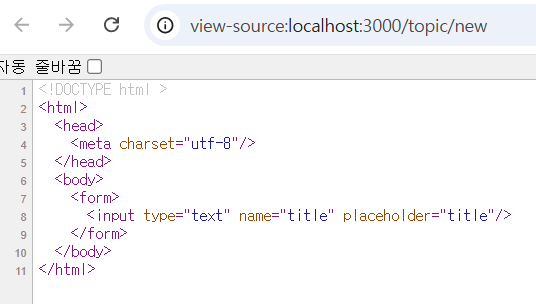 view-source:localhost:3000/topic/new
자동 줄바꿈
1 <!DOCTYPE html >
2 <html>
3 <head>
4 <meta charset="utf-8"/>
5 </head>
6 <body>
7 <form>
8 <input type="text" name="title" placeholder="title"/>
9 </form>
10 </body>
11 </html>